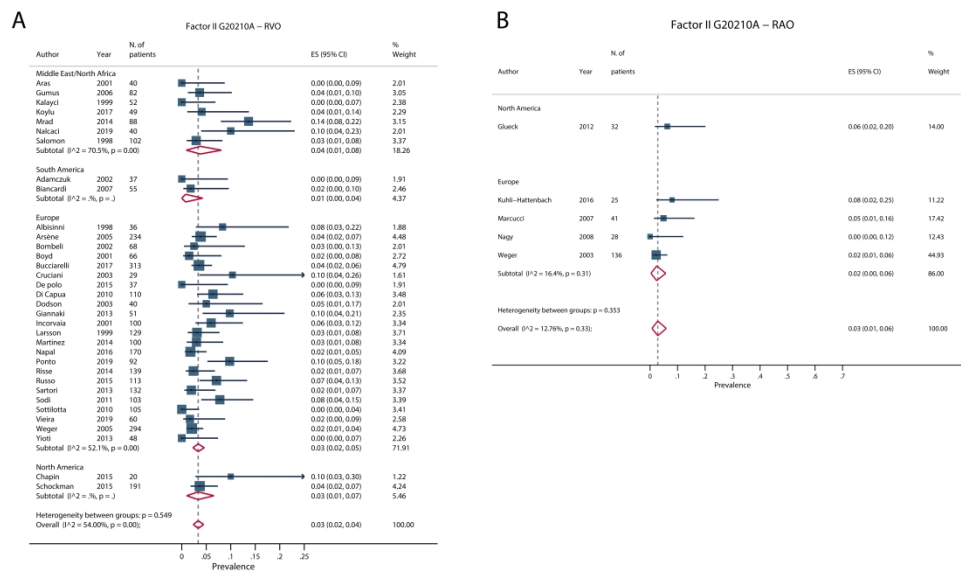 A
Factor II G20210A – RVO
N. of
%
Author Year patients ES (95% CI) Weight
Middle East/North Africa
Aras 2001 40 0.00 (0.00, 0.09) 2.01
Gumus 2006 82 0.04 (0.01, 0.10) 3.05
Kalayci 1999 52 0.00 (0.00, 0.07) 2.38
Koylu 2017 49 0.04 (0.01, 0.14) 2.29
Mrad 2014 88 0.14 (0.08, 0.22) 3.15
Nalcaci 2019 40 0.10 (0.04, 0.23) 2.01
Salomon 1998 102 0.03 (0.01, 0.08) 3.37
Subtotal (I^2 = 70.5%, p = 0.00) 0.04 (0.01, 0.08) 18.26
South America
Adamczuk 2002 37 0.00 (0.00, 0.09) 1.91
Biancardi 2007 55 0.02 (0.00, 0.10) 2.46
Subtotal (I^2 = .%, p = .) 0.01 (0.00, 0.04) 4.37
Europe
Albisinni 1998 36 0.08 (0.03, 0.22) 1.88
Arsène 2005 234 0.04 (0.02, 0.07) 4.48
Bombeli 2002 68 0.03 (0.00, 0.13) 2.01
Boyd 2001 66 0.02 (0.00, 0.08) 2.72
Bucciarelli 2017 313 0.04 (0.02, 0.06) 4.79
Cruciani 2003 29 0.10 (0.04, 0.26) 1.61
De polo 2015 37 0.00 (0.00, 0.09) 1.91
Di Capua 2010 110 0.06 (0.03, 0.13) 3.48
Dodson 2003 40 0.05 (0.01, 0.17) 2.01
Giannaki 2013 51 0.10 (0.04, 0.21) 2.35
Incorvaia 2001 100 0.06 (0.03, 0.12) 3.34
Larsson 1999 129 0.03 (0.01, 0.08) 3.71
Martinez 2014 100 0.03 (0.01, 0.08) 3.34
Napal 2016 170 0.02 (0.01, 0.05) 4.09
Ponto 2019 92 0.10 (0.05, 0.18) 3.22
Risse 2014 139 0.02 (0.01, 0.07) 3.68
Russo 2015 113 0.07 (0.04, 0.13) 3.52
Sartori 2013 132 0.02 (0.01, 0.07) 3.37
Sodi 2011 103 0.08 (0.04, 0.15) 3.39
Sottilotta 2010 105 0.00 (0.00, 0.04) 3.41
Vieira 2019 60 0.02 (0.00, 0.09) 2.58
Weger 2005 294 0.02 (0.01, 0.04) 4.73
Yioti 2013 48 0.00 (0.00, 0.07) 2.26
Subtotal (I^2 = 52.1%, p = 0.00) 0.03 (0.02, 0.05) 71.91
North America
Chapin 2015 20 0.10 (0.03, 0.30) 1.22
Schockman 2015 191 0.04 (0.02, 0.07) 4.24
Subtotal (I^2 = .%, p = .) 0.03 (0.01, 0.07) 5.46
Heterogeneity between groups: p = 0.549
Overall (I^2 = 54.00%, p = 0.00); 0.03 (0.02, 0.04) 100.00
0 .05 .1 .15 .2 .25
Prevalence
B
Factor II G20210A – RAO
N. of %
Author Year patients ES (95% CI) Weight
North America
Glueck 2012 32 0.06 (0.02, 0.20) 14.00
Europe
Kuhli-Hattenbach 2016 25 0.08 (0.02, 0.25) 11.22
Marcucci 2007 41 0.05 (0.01, 0.16) 17.42
Nagy 2008 28 0.00 (0.00, 0.12) 12.43
Weger 2003 136 0.02 (0.01, 0.06) 44.93
Subtotal (I^2 = 16.4%, p = 0.31) 0.02 (0.00, 0.06) 86.00
Heterogeneity between groups: p = 0.353
Overall (I^2 = 12.76%, p = 0.33); 0.03 (0.01, 0.06) 100.00
0 .1 .2 .3 .4 .5 .6 .7
Prevalence